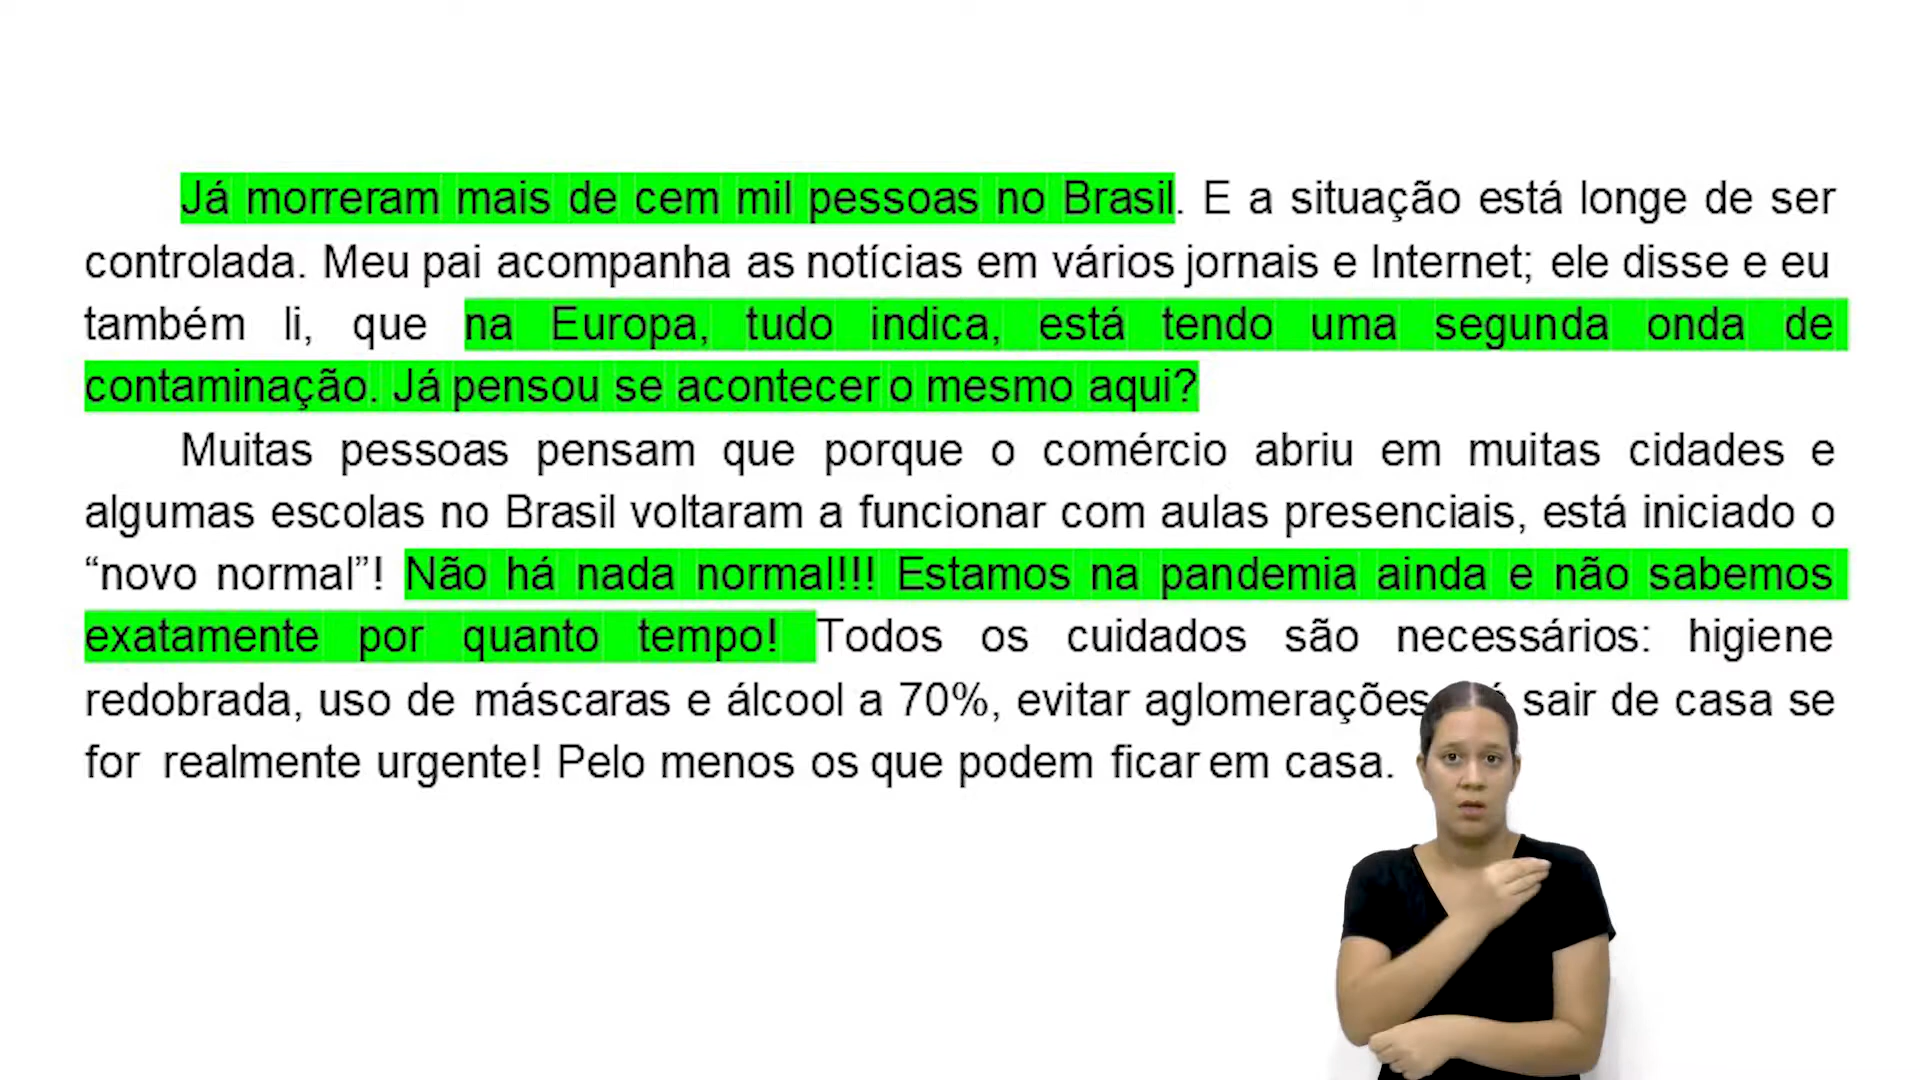 Já morreram mais de cem mil pessoas no Brasil. E a situação está longe de ser
controlada. Meu pai acompanha as notícias em vários jornais e Internet; ele disse e eu
também li, que na Europa, tudo indica, está tendo uma segunda onda de
contaminação. Já pensou se acontecer o mesmo aqui?
Muitas pessoas pensam que porque o comércio abriu em muitas cidades e
algumas escolas no Brasil voltaram a funcionar com aulas presenciais, está iniciado o
“novo normal”! Não há nada normal!!! Estamos na pandemia ainda e não sabemos
exatamente por quanto tempo! Todos os cuidados são necessários: higiene
redobrada, uso de máscaras e álcool a 70%, evitar aglomerações sair de casa se
for realmente urgente! Pelo menos os que podem ficar em casa.